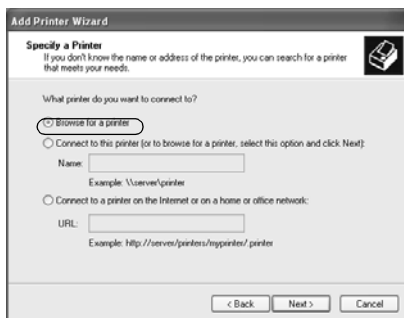 Add Printer Wizard
Specify a Printer
If you don't know the name or address of the printer, you can search for a printer
that meets your needs.
What printer do you want to connect to?
Browse for a printer
Connect to this printer (or to browse for a printer, select this option and click Next):
Name:
Example: \\server\printer
Connect to a printer on the Internet or on a home or office network:
URL:
Example: http://server/printers/myprinter/.printer
< Back
Next >
Cancel